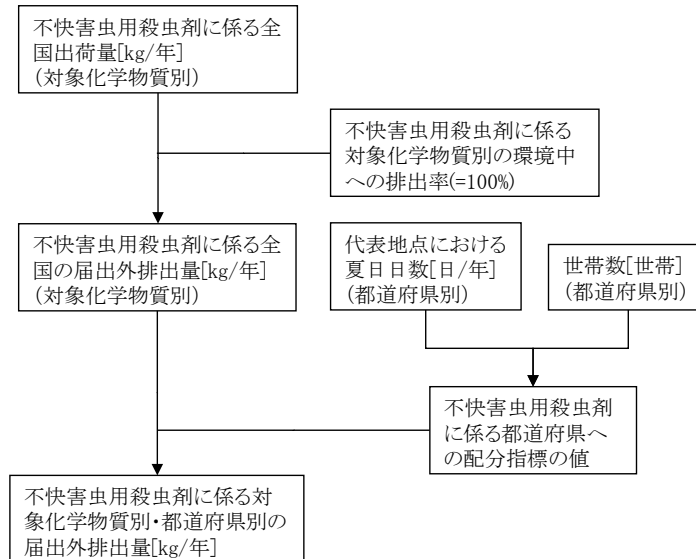 不快害虫用殺虫剤に係る全
国出荷量[kg/年]
(対象化学物質別)
不快害虫用殺虫剤に係る
対象化学物質別の環境中
への排出率(=100%)
不快害虫用殺虫剤に係る全
国の届出外排出量[kg/年]
(対象化学物質別)
代表地点における
夏日日数[日/年]
(都道府県別)
世帯数[世帯]
(都道府県別)
不快害虫用殺虫剤
に係る都道府県へ
の配分指標の値
不快害虫用殺虫剤に係る対
象化学物質別・都道府県別の
届出外排出量[kg/年]